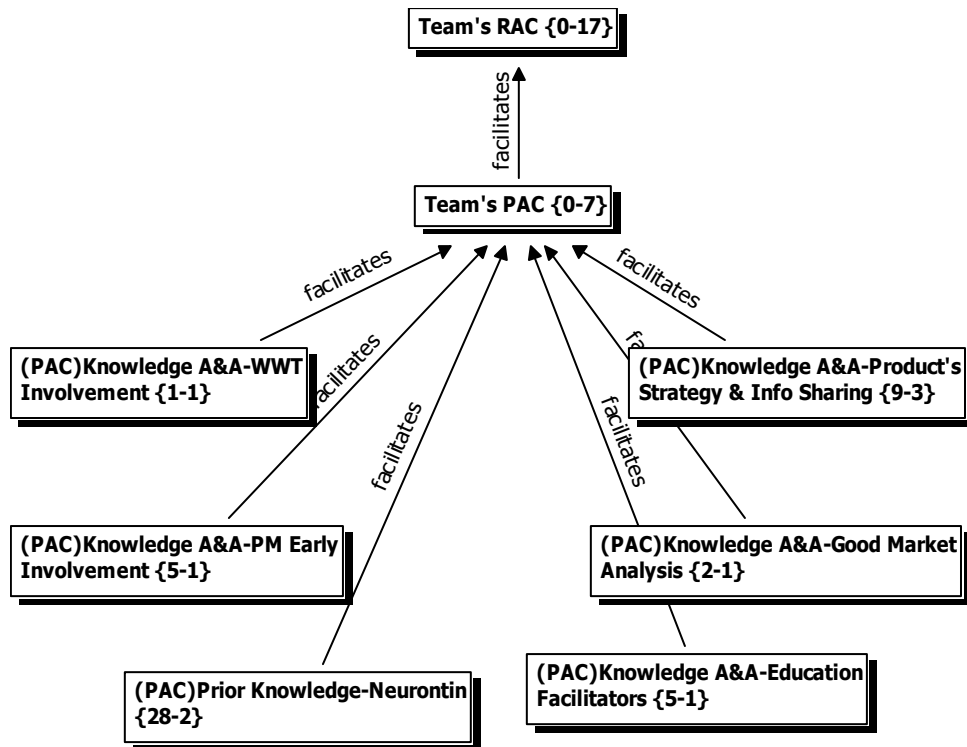 Team's RAC {0-17}
facilitates
Team's PAC {0-7}
facilitates
facilitates
(PAC)Knowledge A&A-WWT
Involvement {1-1}
(PAC)Knowledge A&A-Product's
Strategy & Info Sharing {9-3}
facilitates
facilitates
facilitates
(PAC)Knowledge A&A-PM Early
Involvement {5-1}
(PAC)Knowledge A&A-Good Market
Analysis {2-1}
(PAC)Prior Knowledge-Neurontin
{28-2}
(PAC)Knowledge A&A-Education
Facilitators {5-1}